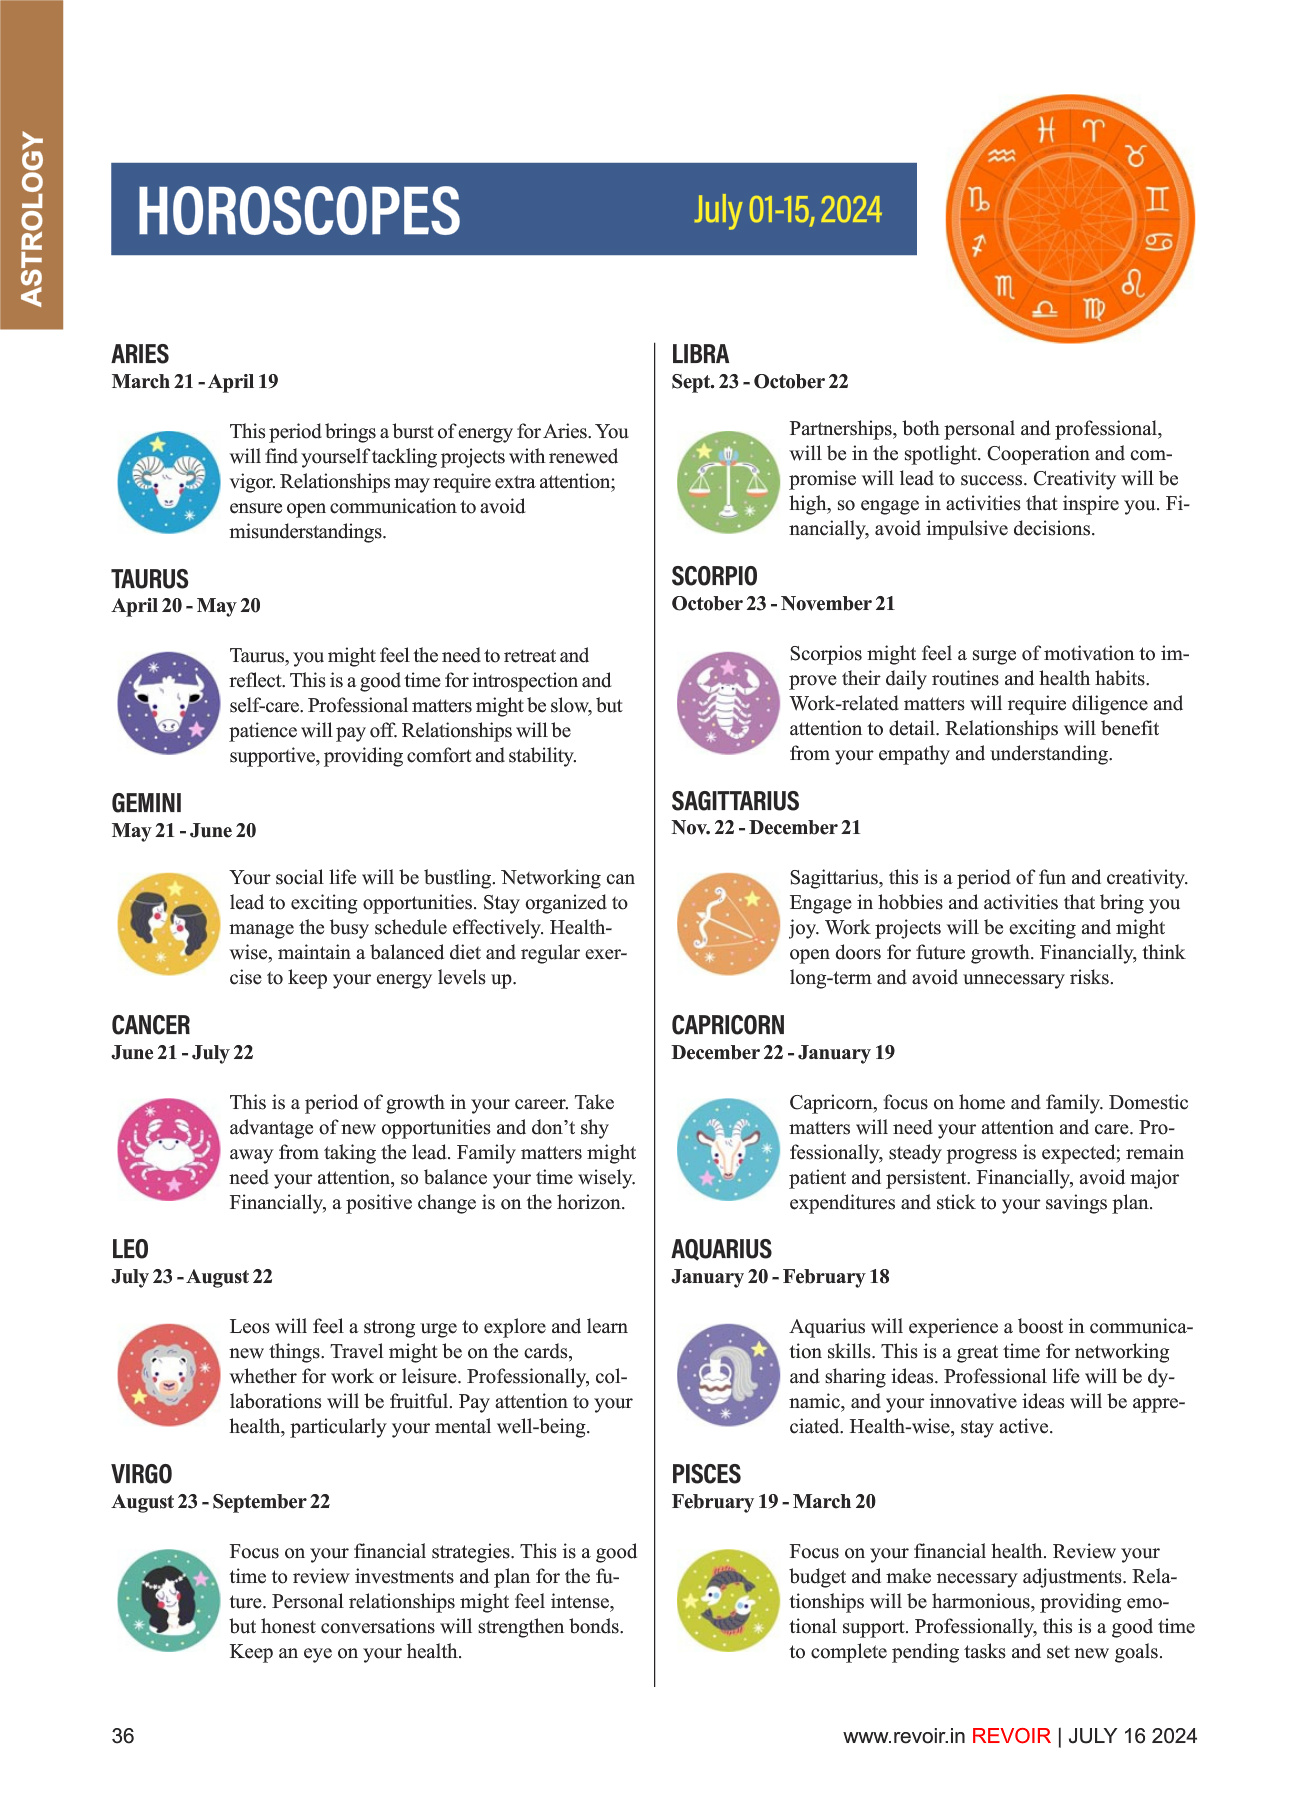 ASTROLOGY
HOROSCOPES
July 01-15, 2024
ARIES
March 21 - April 19
This period brings a burst of energy for Aries. You
will find yourself tackling projects with renewed
vigor. Relationships may require extra attention;
ensure open communication to avoid
misunderstandings.
TAURUS
April 20 - May 20
Taurus, you might feel the need to retreat and
reflect. This is a good time for introspection and
self-care. Professional matters might be slow, but
patience will pay off. Relationships will be
supportive, providing comfort and stability.
GEMINI
May 21 - June 20
Your social life will be bustling. Networking can
lead to exciting opportunities. Stay organized to
manage the busy schedule effectively. Health-
wise, maintain a balanced diet and regular exer-
cise to keep your energy levels up.
CANCER
June 21 - July 22
This is a period of growth in your career. Take
advantage of new opportunities and don’t shy
away from taking the lead. Family matters might
need your attention, so balance your time wisely.
Financially, a positive change is on the horizon.
LEO
July 23 - August 22
Leos will feel a strong urge to explore and learn
new things. Travel might be on the cards,
whether for work or leisure. Professionally, col-
laborations will be fruitful. Pay attention to your
health, particularly your mental well-being.
VIRGO
August 23 - September 22
Focus on your financial strategies. This is a good
time to review investments and plan for the fu-
ture. Personal relationships might feel intense,
but honest conversations will strengthen bonds.
Keep an eye on your health.
LIBRA
Sept. 23 - October 22
Partnerships, both personal and professional,
will be in the spotlight. Cooperation and com-
promise will lead to success. Creativity will be
high, so engage in activities that inspire you. Fi-
nancially, avoid impulsive decisions.
SCORPIO
October 23 - November 21
Scorpios might feel a surge of motivation to im-
prove their daily routines and health habits.
Work-related matters will require diligence and
attention to detail. Relationships will benefit
from your empathy and understanding.
SAGITTARIUS
Nov. 22 - December 21
Sagittarius, this is a period of fun and creativity.
Engage in hobbies and activities that bring you
joy. Work projects will be exciting and might
open doors for future growth. Financially, think
long-term and avoid unnecessary risks.
CAPRICORN
December 22 - January 19
Capricorn, focus on home and family. Domestic
matters will need your attention and care. Pro-
fessionally, steady progress is expected; remain
patient and persistent. Financially, avoid major
expenditures and stick to your savings plan.
AQUARIUS
January 20 - February 18
Aquarius will experience a boost in communica-
tion skills. This is a great time for networking
and sharing ideas. Professional life will be dy-
namic, and your innovative ideas will be appre-
ciated. Health-wise, stay active.
PISCES
February 19 - March 20
Focus on your financial health. Review your
budget and make necessary adjustments. Rela-
tionships will be harmonious, providing emo-
tional support. Professionally, this is a good time
to complete pending tasks and set new goals.
36
www.revoir.in REVOIR | JULY 16 2024